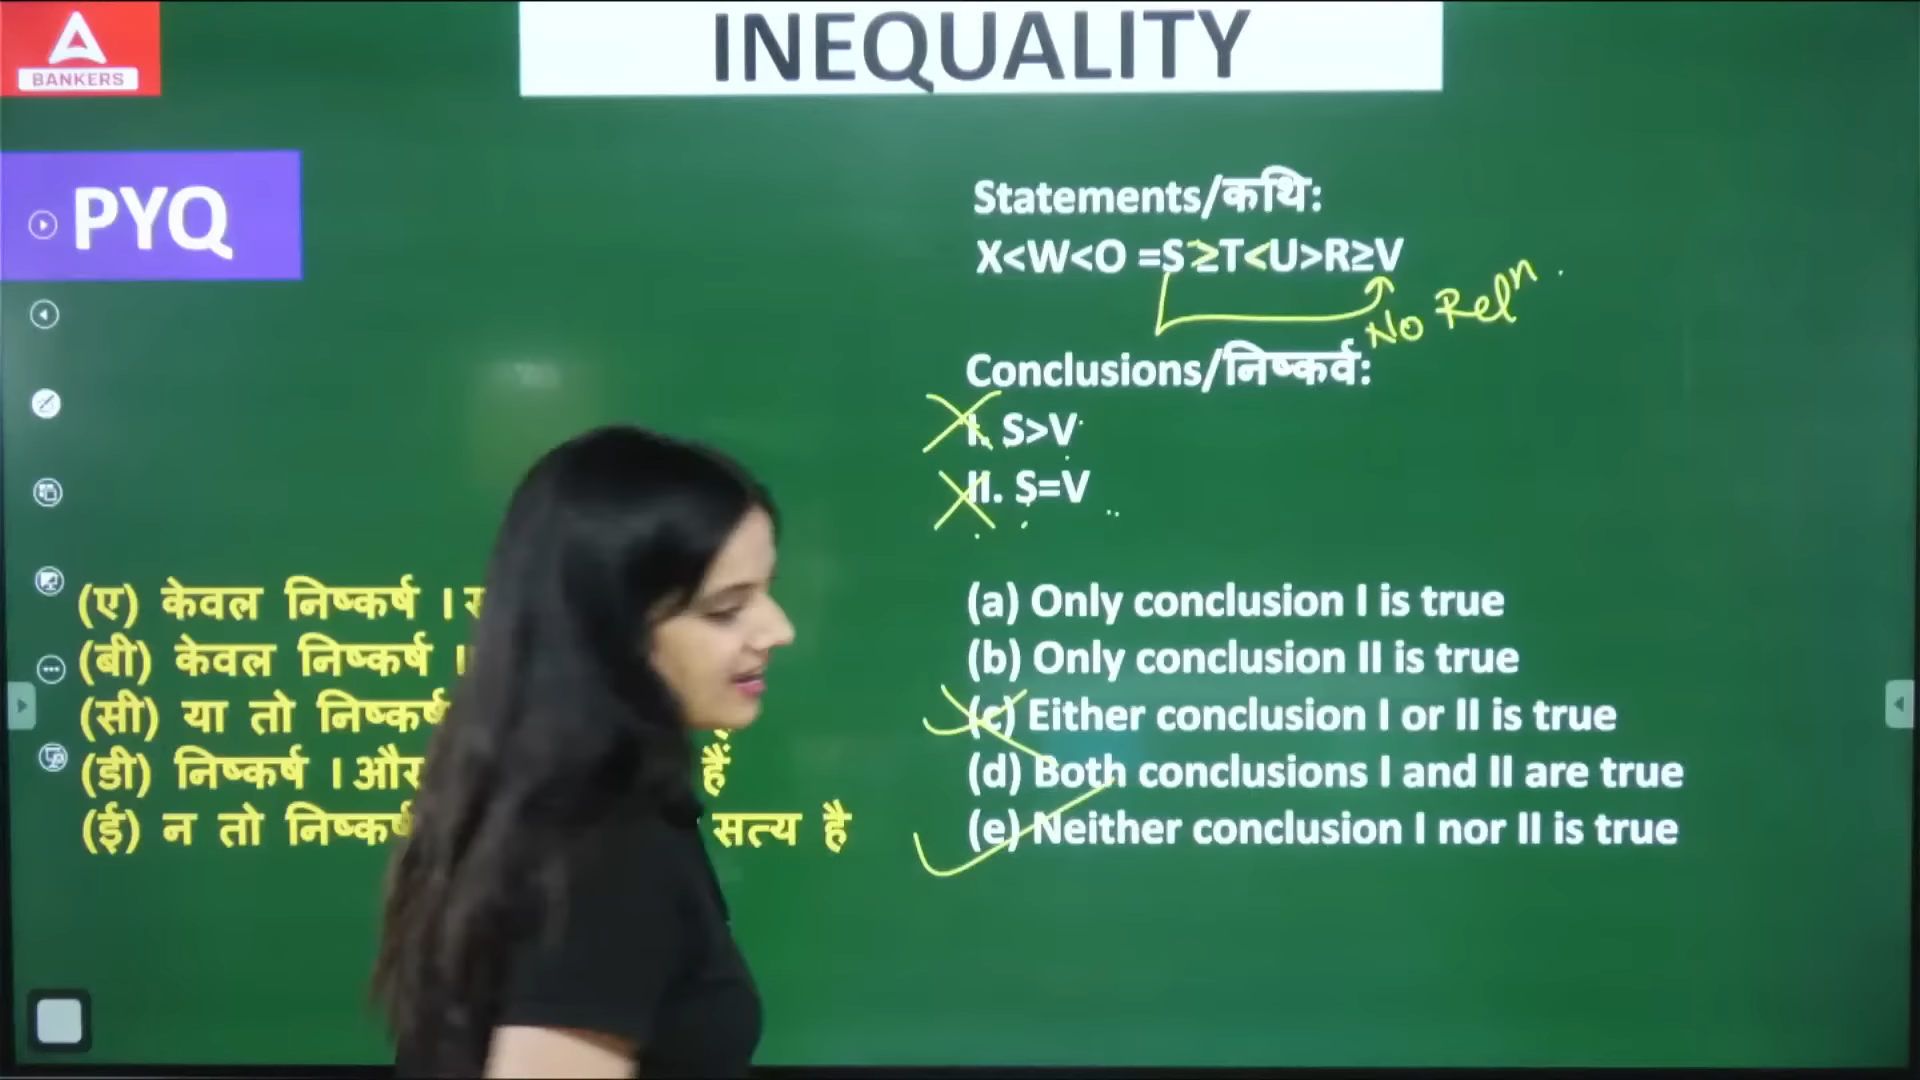 INEQUALITY
BANKERS
PYQ
Statements/कथि:
X<W<O =S ≥T<U>R≥V
No Relⁿ.
Conclusions/निष्कर्व:
I. S>V
II. S=V
(a) Only conclusion I is true
(b) Only conclusion II is true
(c) Either conclusion I or II is true
(d) Both conclusions I and II are true
(e) Neither conclusion I nor II is true
(ए) केवल निष्कर्ष I
(बी) केवल निष्कर्ष
(सी) या तो निष्कर्ष
(डी) निष्कर्ष I और हैं
(ई) न तो निष्कर्ष सत्य है